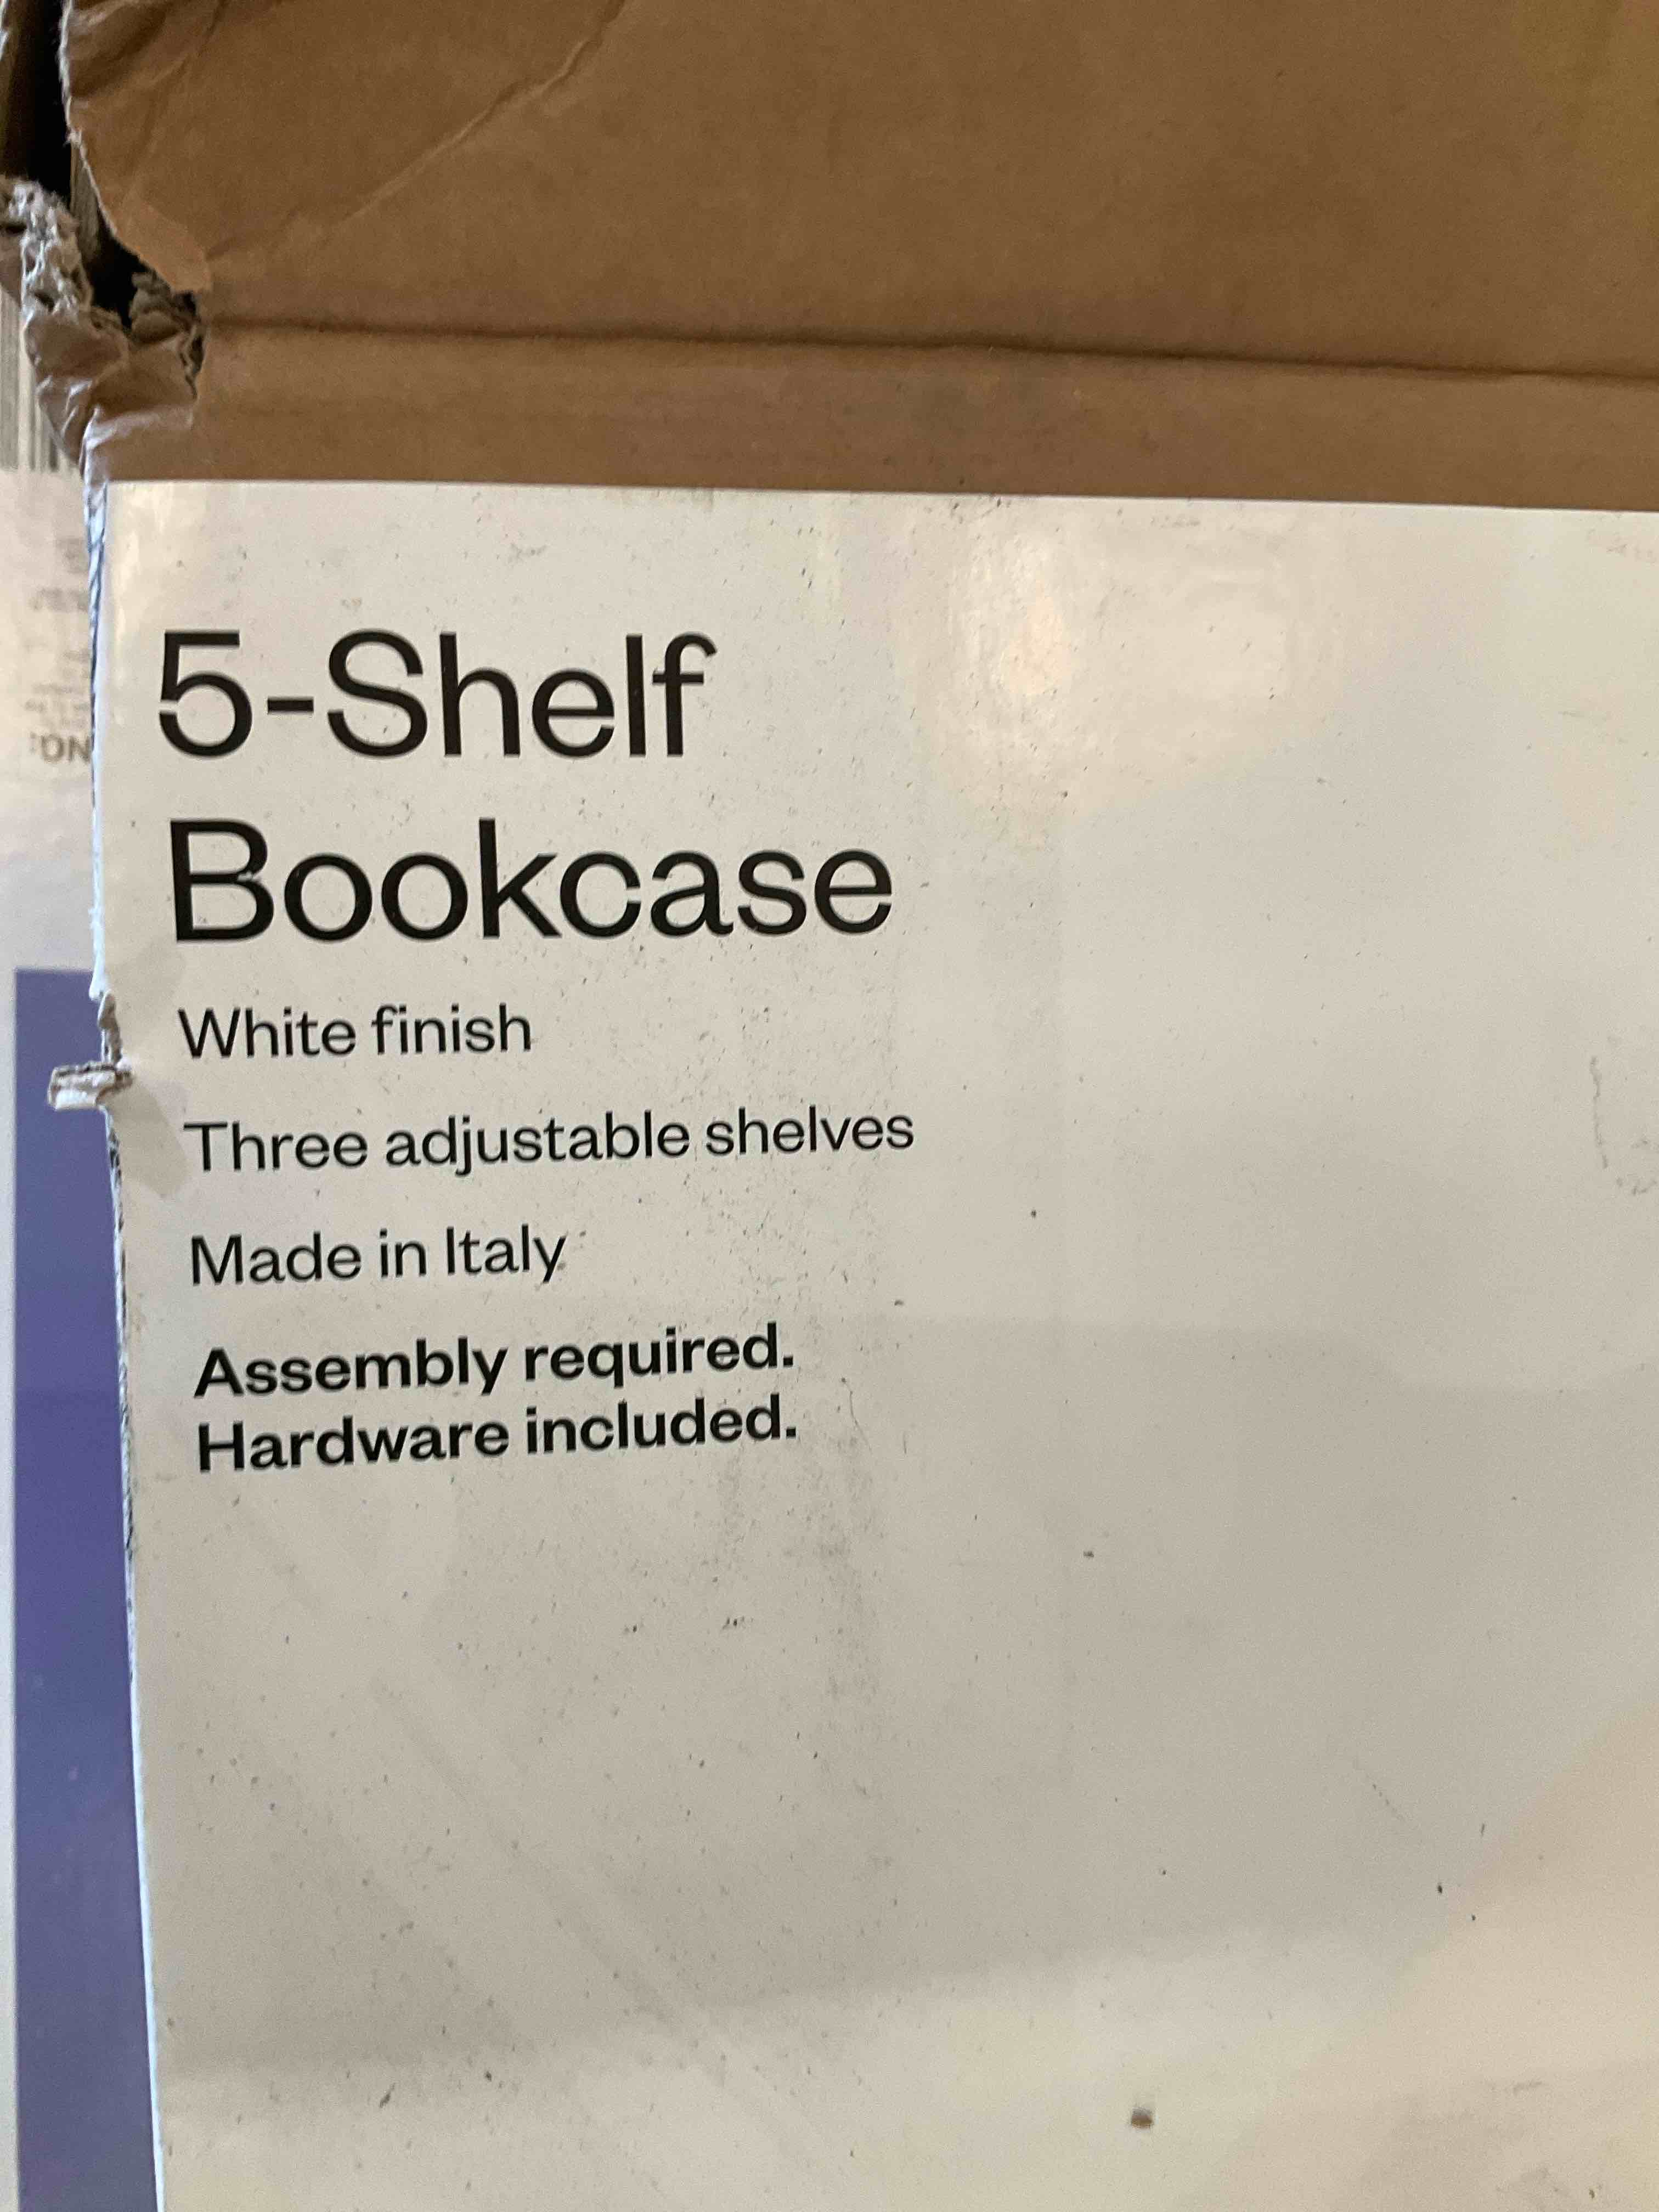 5-Shelf
Bookcase
White finish
Three adjustable shelves
Made in Italy
Assembly required.
Hardware included.